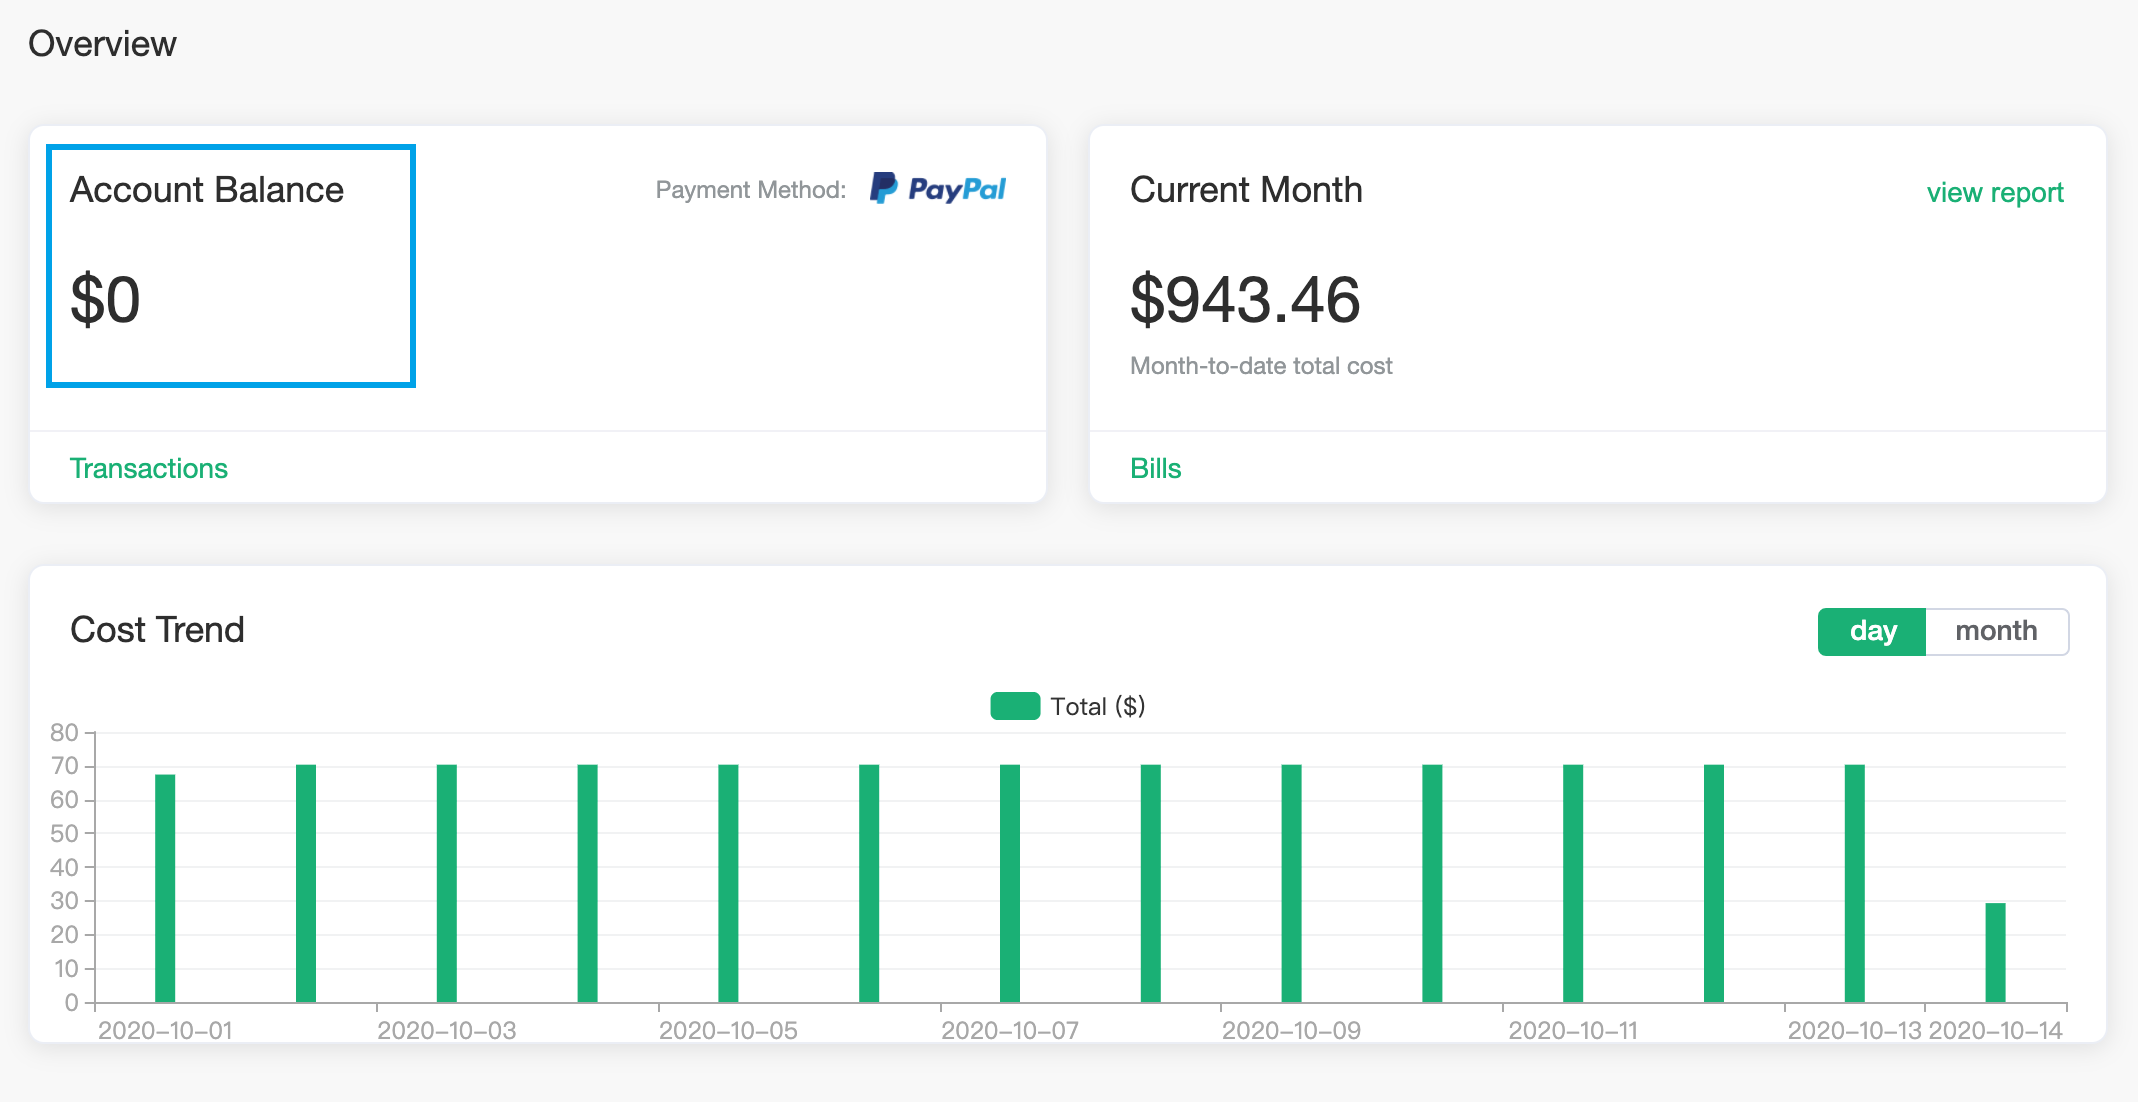 Overview
Account Balance
Payment Method: PayPal
$0
Transactions
Current Month
view report
$943.46
Month-to-date total cost
Bills
Cost Trend
day month
Total ($)
80
70
60
50
40
30
20
10
0
2020-10-01 2020-10-03 2020-10-05 2020-10-07 2020-10-09 2020-10-11 2020-10-13 2020-10-14